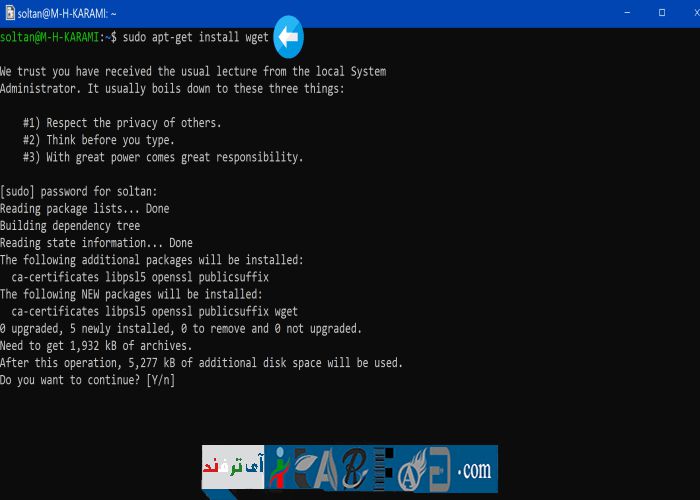 soltan@M-H-KARAMI: ~
soltan@M-H-KARAMI:~$ sudo apt-get install wget
We trust you have received the usual lecture from the local System
Administrator. It usually boils down to these three things:
#1) Respect the privacy of others.
#2) Think before you type.
#3) With great power comes great responsibility.
[sudo] password for soltan:
Reading package lists... Done
Building dependency tree
Reading state information... Done
The following additional packages will be installed:
ca-certificates libpsl5 openssl publicsuffix
The following NEW packages will be installed:
ca-certificates libpsl5 openssl publicsuffix wget
0 upgraded, 5 newly installed, 0 to remove and 0 not upgraded.
Need to get 1,932 kB of archives.
After this operation, 5,277 kB of additional disk space will be used.
Do you want to continue? [Y/n]
آی ترفند
.com